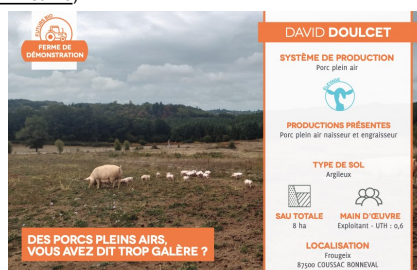 FERME DE
DÉMONSTRATION
DES PORCS PLEINS AIRS,
VOUS AVEZ DIT TROP GALÈRE ?
DAVID DOULCET
SYSTÈME DE PRODUCTION
Porc plein air
PRODUCTIONS PRÉSENTES
Porc plein air naisseur et engraisseur
TYPE DE SOL
Argileux
SAU TOTALE
8 ha
MAIN D'ŒUVRE
Exploitant - UTH : 0,6
LOCALISATION
Frougeix
87500 COUSSAC BONNEVAL